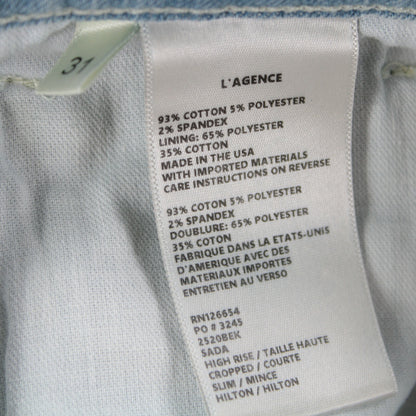 31
L'AGENCE
93% COTTON 5% POLYESTER
2% SPANDEX
LINING: 65% POLYESTER
35% COTTON
MADE IN THE USA
WITH IMPORTED MATERIALS
CARE INSTRUCTIONS ON REVERSE
93% COTON 5% POLYESTER
2% SPANDEX
DOUBLURE: 65% POLYESTER
35% COTON
FABRIQUE DANS LA ETATS-UNIS
D'AMERIQUE AVEC DES
MATERIAUX IMPORTES
ENTRETIEN AU VERSO
RN126654
PO # 3245
2520BEK
SADA
HIGH RISE / TAILLE HAUTE
CROPPED / COURTE
SLIM / MINCE
HILTON / HILTON